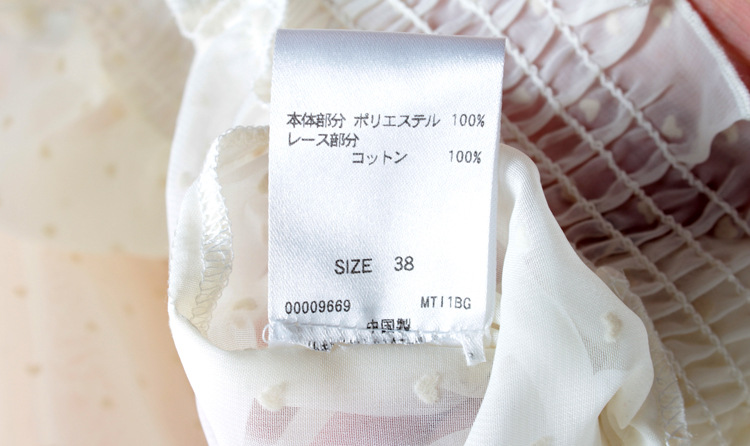 本体部分 ポリエステル 100%
レース部分
コットン 100%
SIZE 38
00009669 MTI1BG
中国製